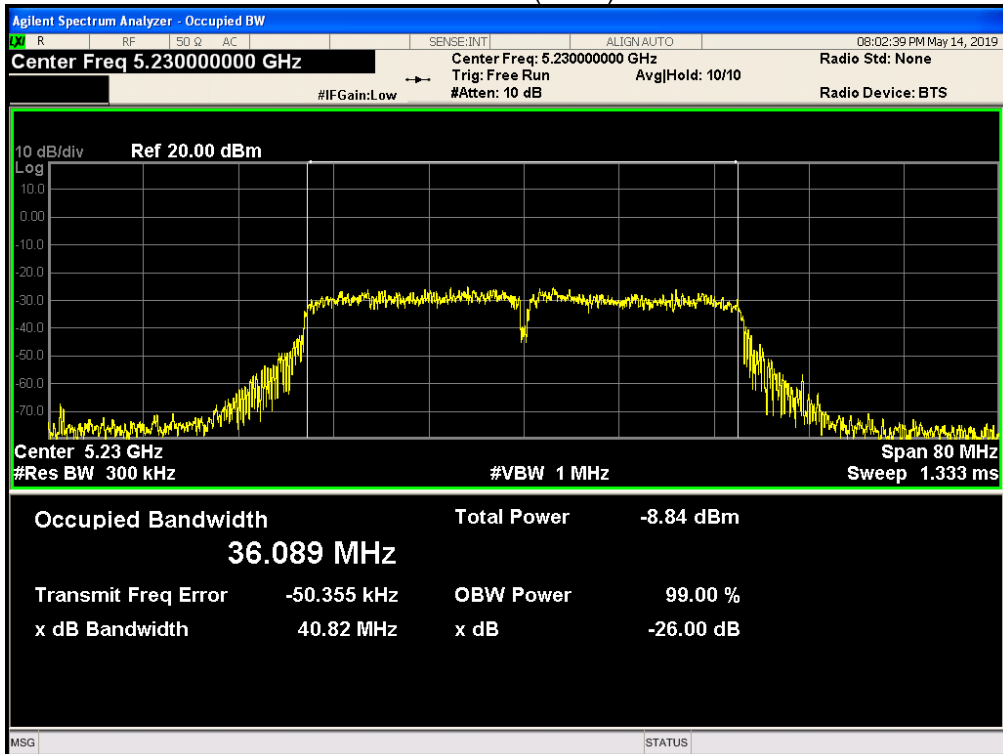 Agilent Spectrum Analyzer - Occupied BW
LXI R RF 50 Ω AC SENSE:INT ALIGN AUTO 08:02:39 PM May 14, 2019
Center Freq 5.230000000 GHz Center Freq: 5.230000000 GHz Radio Std: None
Trig: Free Run Avg|Hold: 10/10
#IFGain:Low #Atten: 10 dB Radio Device: BTS
10 dB/div Ref 20.00 dBm
Log
10.0
0.00
-10.0
-20.0
-30.0
-40.0
-50.0
-60.0
-70.0
Center 5.23 GHz Span 80 MHz
#Res BW 300 kHz #VBW 1 MHz Sweep 1.333 ms
Occupied Bandwidth Total Power -8.84 dBm
36.089 MHz
Transmit Freq Error -50.355 kHz OBW Power 99.00 %
x dB Bandwidth 40.82 MHz x dB -26.00 dB
MSG STATUS